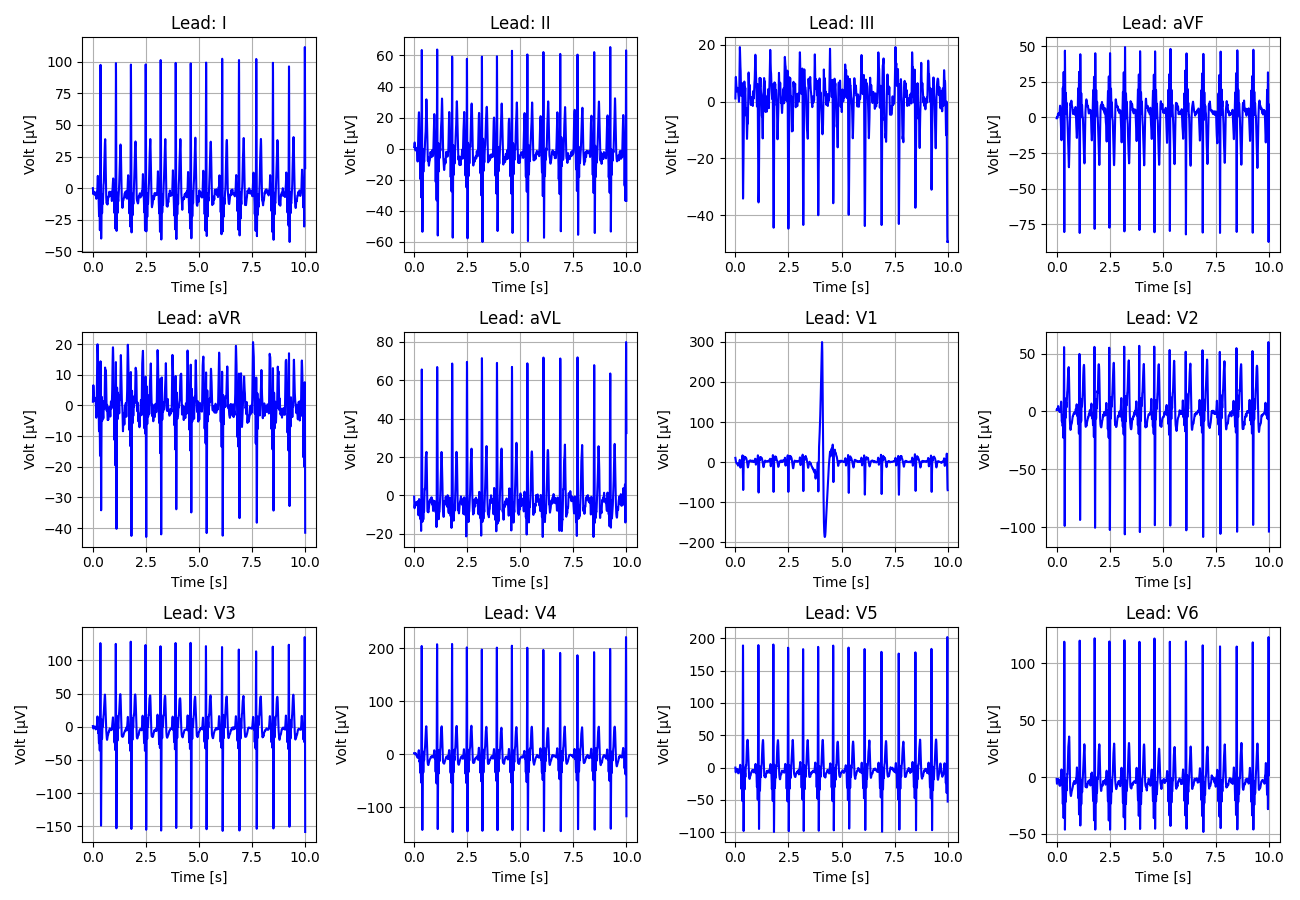 Lead: I
Volt [µV]
100
75
50
25
0
−25
−50
0.0 2.5 5.0 7.5 10.0
Time [s]
Lead: II
Volt [µV]
60
40
20
0
−20
−40
−60
0.0 2.5 5.0 7.5 10.0
Time [s]
Lead: III
Volt [µV]
20
0
−20
−40
0.0 2.5 5.0 7.5 10.0
Time [s]
Lead: aVF
Volt [µV]
50
25
0
−25
−50
−75
0.0 2.5 5.0 7.5 10.0
Time [s]
Lead: aVR
Volt [µV]
20
10
0
−10
−20
−30
−40
0.0 2.5 5.0 7.5 10.0
Time [s]
Lead: aVL
Volt [µV]
80
60
40
20
0
−20
0.0 2.5 5.0 7.5 10.0
Time [s]
Lead: V1
Volt [µV]
300
200
100
0
−100
−200
0.0 2.5 5.0 7.5 10.0
Time [s]
Lead: V2
Volt [µV]
50
0
−50
−100
0.0 2.5 5.0 7.5 10.0
Time [s]
Lead: V3
Volt [µV]
100
50
0
−50
−100
−150
0.0 2.5 5.0 7.5 10.0
Time [s]
Lead: V4
Volt [µV]
200
100
0
−100
0.0 2.5 5.0 7.5 10.0
Time [s]
Lead: V5
Volt [µV]
200
150
100
50
0
−50
−100
0.0 2.5 5.0 7.5 10.0
Time [s]
Lead: V6
Volt [µV]
100
50
0
−50
0.0 2.5 5.0 7.5 10.0
Time [s]